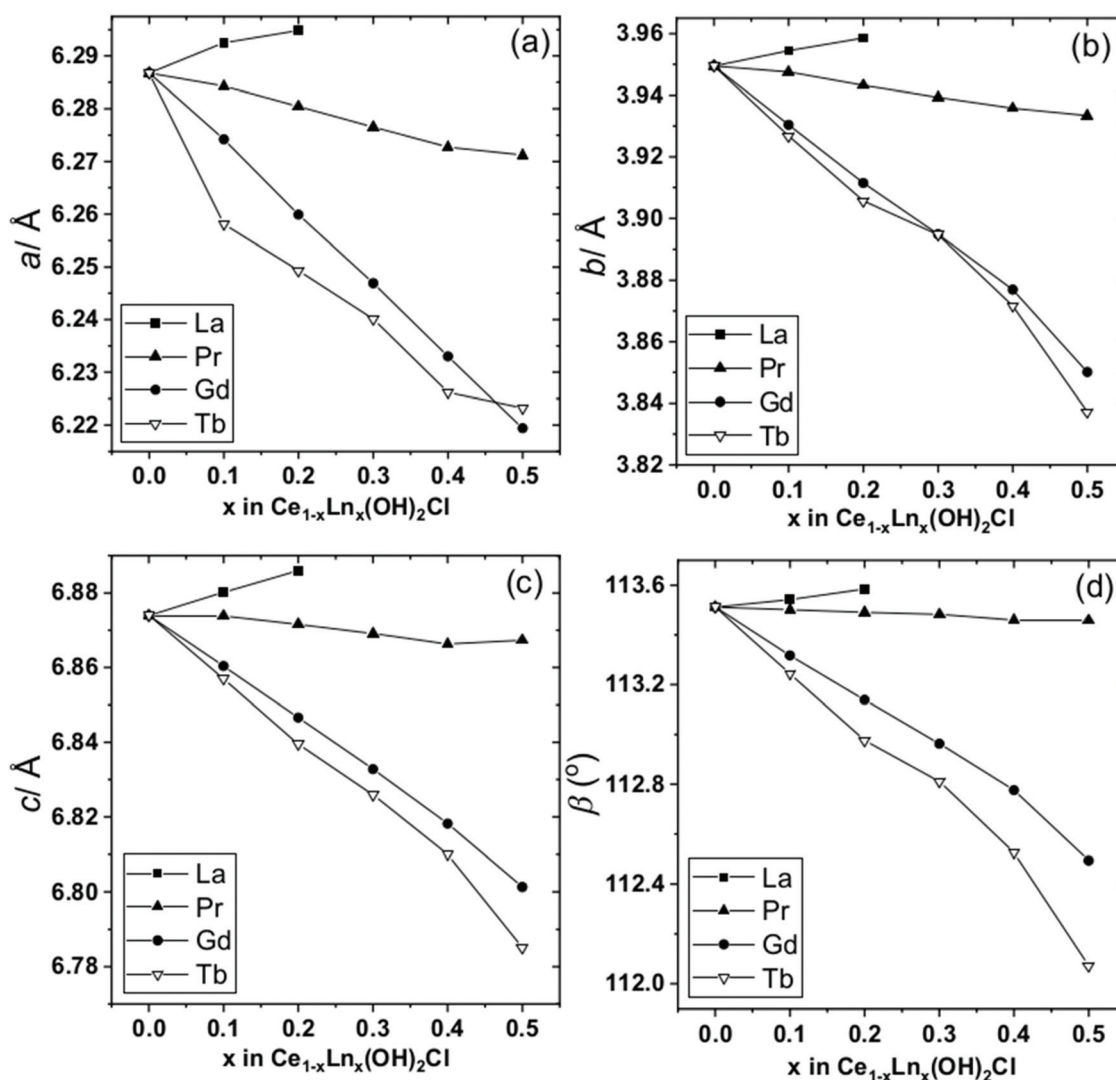 (a)
a/ Å
6.29
6.28
6.27
6.26
6.25
6.24
6.23
6.22
La
Pr
Gd
Tb
0.0 0.1 0.2 0.3 0.4 0.5
x in Ce1-xLnx(OH)2Cl
(b)
b/ Å
3.96
3.94
3.92
3.90
3.88
3.86
3.84
3.82
La
Pr
Gd
Tb
0.0 0.1 0.2 0.3 0.4 0.5
x in Ce1-xLnx(OH)2Cl
(c)
c/ Å
6.88
6.86
6.84
6.82
6.80
6.78
La
Pr
Gd
Tb
0.0 0.1 0.2 0.3 0.4 0.5
x in Ce1-xLnx(OH)2Cl
(d)
β (º)
113.6
113.2
112.8
112.4
112.0
La
Pr
Gd
Tb
0.0 0.1 0.2 0.3 0.4 0.5
x in Ce1-xLnx(OH)2Cl